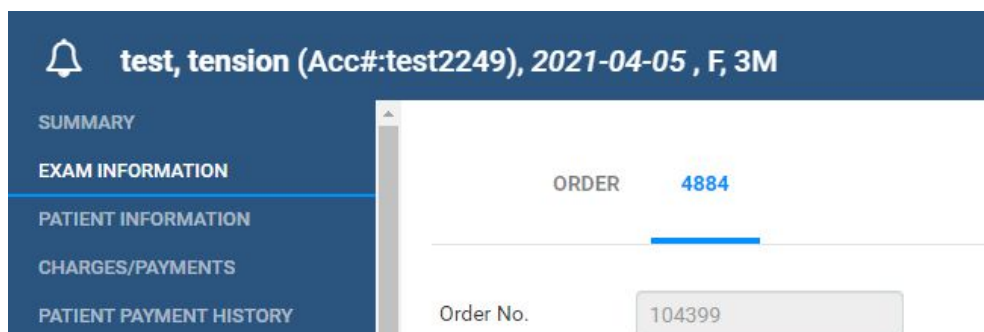 test, tension (Acc#:test2249), 2021-04-05 , F, 3M
SUMMARY
EXAM INFORMATION
PATIENT INFORMATION
CHARGES/PAYMENTS
PATIENT PAYMENT HISTORY
ORDER 4884
Order No. 104399